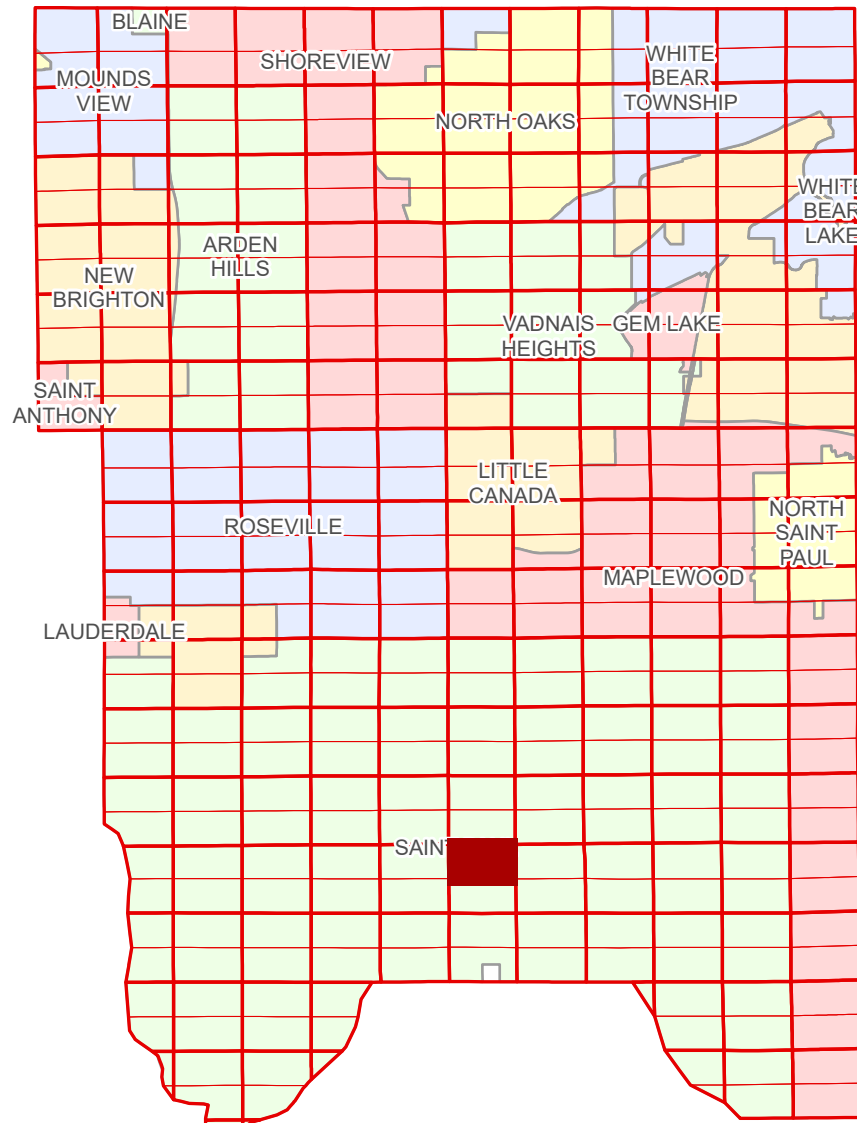 BLAINE
SHOREVIEW
WHITE
BEAR
TOWNSHIP
MOUNDS
VIEW
NORTH OAKS
WHITE
BEAR
LAKE
ARDEN
HILLS
NEW
BRIGHTON
VADNAIS
HEIGHTS
GEM LAKE
SAINT
ANTHONY
LITTLE
CANADA
NORTH
SAINT
PAUL
ROSEVILLE
MAPLEWOOD
LAUDERDALE